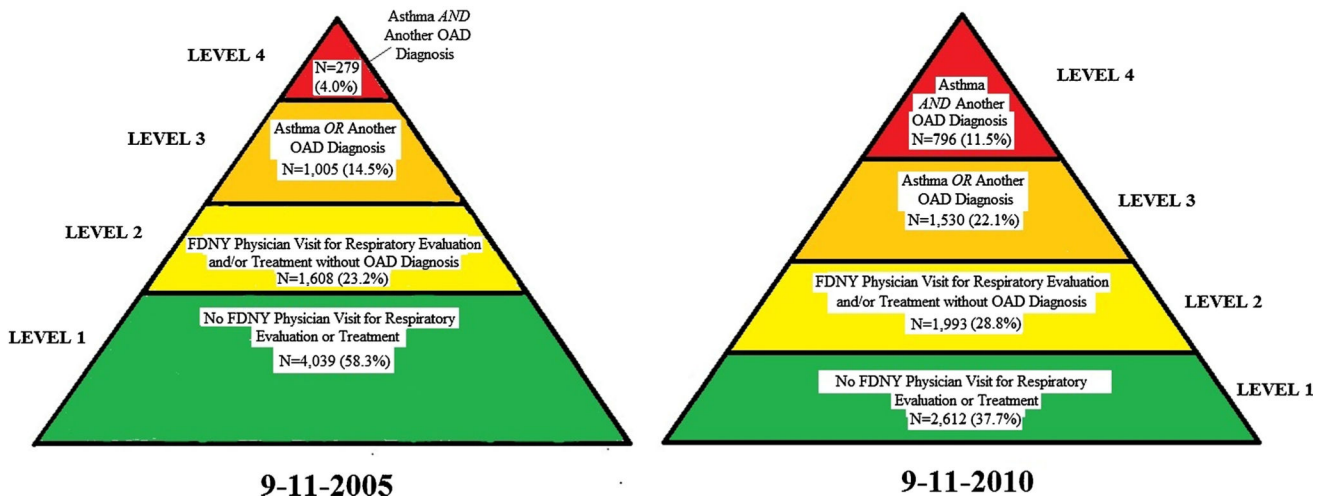 LEVEL 4
Asthma AND
Another OAD
Diagnosis
N=279
(4.0%)
LEVEL 3
Asthma OR Another
OAD Diagnosis
N=1,005 (14.5%)
LEVEL 2
FDNY Physician Visit for Respiratory Evaluation
and/or Treatment without OAD Diagnosis
N=1,608 (23.2%)
LEVEL 1
No FDNY Physician Visit for Respiratory
Evaluation or Treatment
N=4,039 (58.3%)
9-11-2005
LEVEL 4
Asthma
AND Another
OAD Diagnosis
N=796 (11.5%)
LEVEL 3
Asthma OR Another
OAD Diagnosis
N=1,530 (22.1%)
LEVEL 2
FDNY Physician Visit for Respiratory Evaluation
and/or Treatment without OAD Diagnosis
N=1,993 (28.8%)
LEVEL 1
No FDNY Physician Visit for Respiratory
Evaluation or Treatment
N=2,612 (37.7%)
9-11-2010